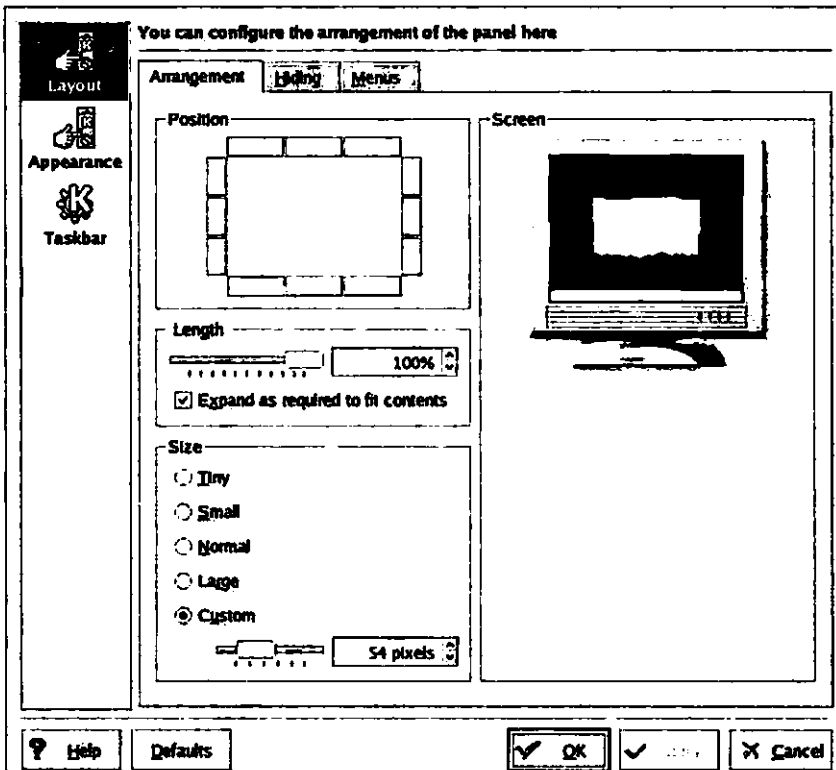 You can configure the arrangement of the panel here
Layout
Appearance
Taskbar
Arrangement Hiding Menus
Position
Screen
Length
100%
Expand as required to fit contents
Size
Tiny
Small
Normal
Large
Custom
54 pixels
Help Defaults OK Cancel